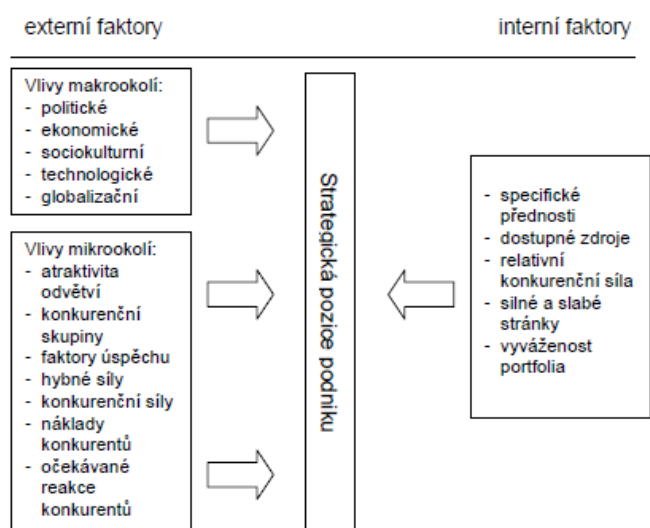 externí faktory
interní faktory
Vlivy makrookolí:
- politické
- ekonomické
- sociokulturní
- technologické
- globalizační
Vlivy mikrookolí:
- atraktivita
odvětví
- konkurenční
skupiny
- faktory úspěchu
- hybné síly
- konkurenční síly
- náklady
konkurentů
- očekávané
reakce
konkurentů
Strategická pozice podniku
- specifické
přednosti
- dostupné zdroje
- relativní
konkurenční síla
- silné a slabé
stránky
- vyváženost
portfolia